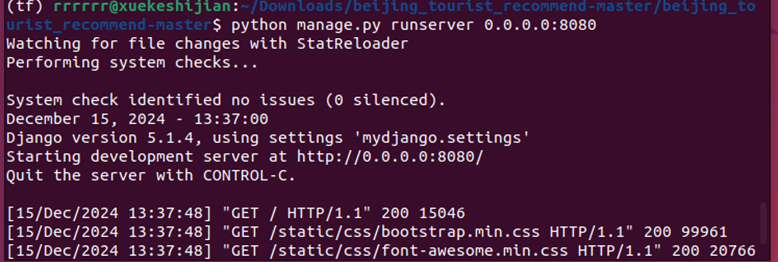 (tf) rrrrrr@xuekeshijian:~/Downloads/beijing_tourist_recommend-master/beijing_to
urist_recommend-master$ python manage.py runserver 0.0.0.0:8080
Watching for file changes with StatReloader
Performing system checks...
System check identified no issues (0 silenced).
December 15, 2024 - 13:37:00
Django version 5.1.4, using settings 'mydjango.settings'
Starting development server at http://0.0.0.0:8080/
Quit the server with CONTROL-C.
[15/Dec/2024 13:37:48] "GET / HTTP/1.1" 200 15046
[15/Dec/2024 13:37:48] "GET /static/css/bootstrap.min.css HTTP/1.1" 200 99961
[15/Dec/2024 13:37:48] "GET /static/css/font-awesome.min.css HTTP/1.1" 200 20766